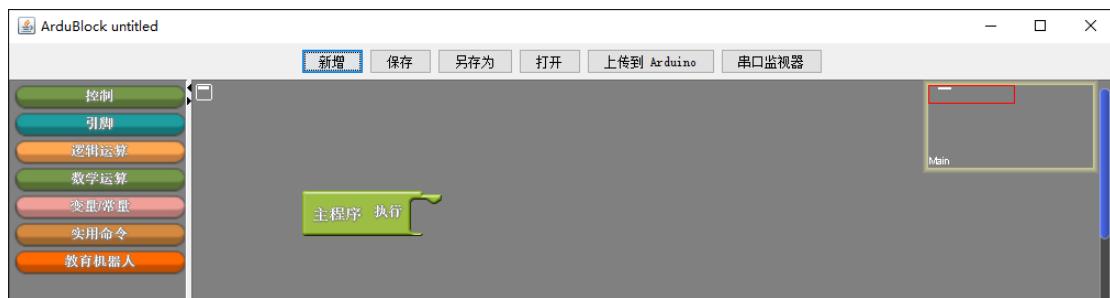 ArduBlock untitled
新增 保存 另存为 打开 上传到 Arduino 串口监视器
控制
引脚
逻辑运算
数学运算
变量/常量
实用命令
教育机器人
主程序 执行
Main